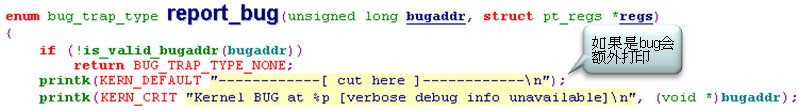 enum bug_trap_type report_bug(unsigned long bugaddr, struct pt_regs *regs)
{
if (!is_valid_bugaddr(bugaddr))
return BUG_TRAP_TYPE_NONE;
printk(KERN_DEFAULT "------------[ cut here ]------------\n");
printk(KERN_CRIT "Kernel BUG at %p [verbose debug info unavailable]\n", (void *)bugaddr);
如果是bug会
额外打印